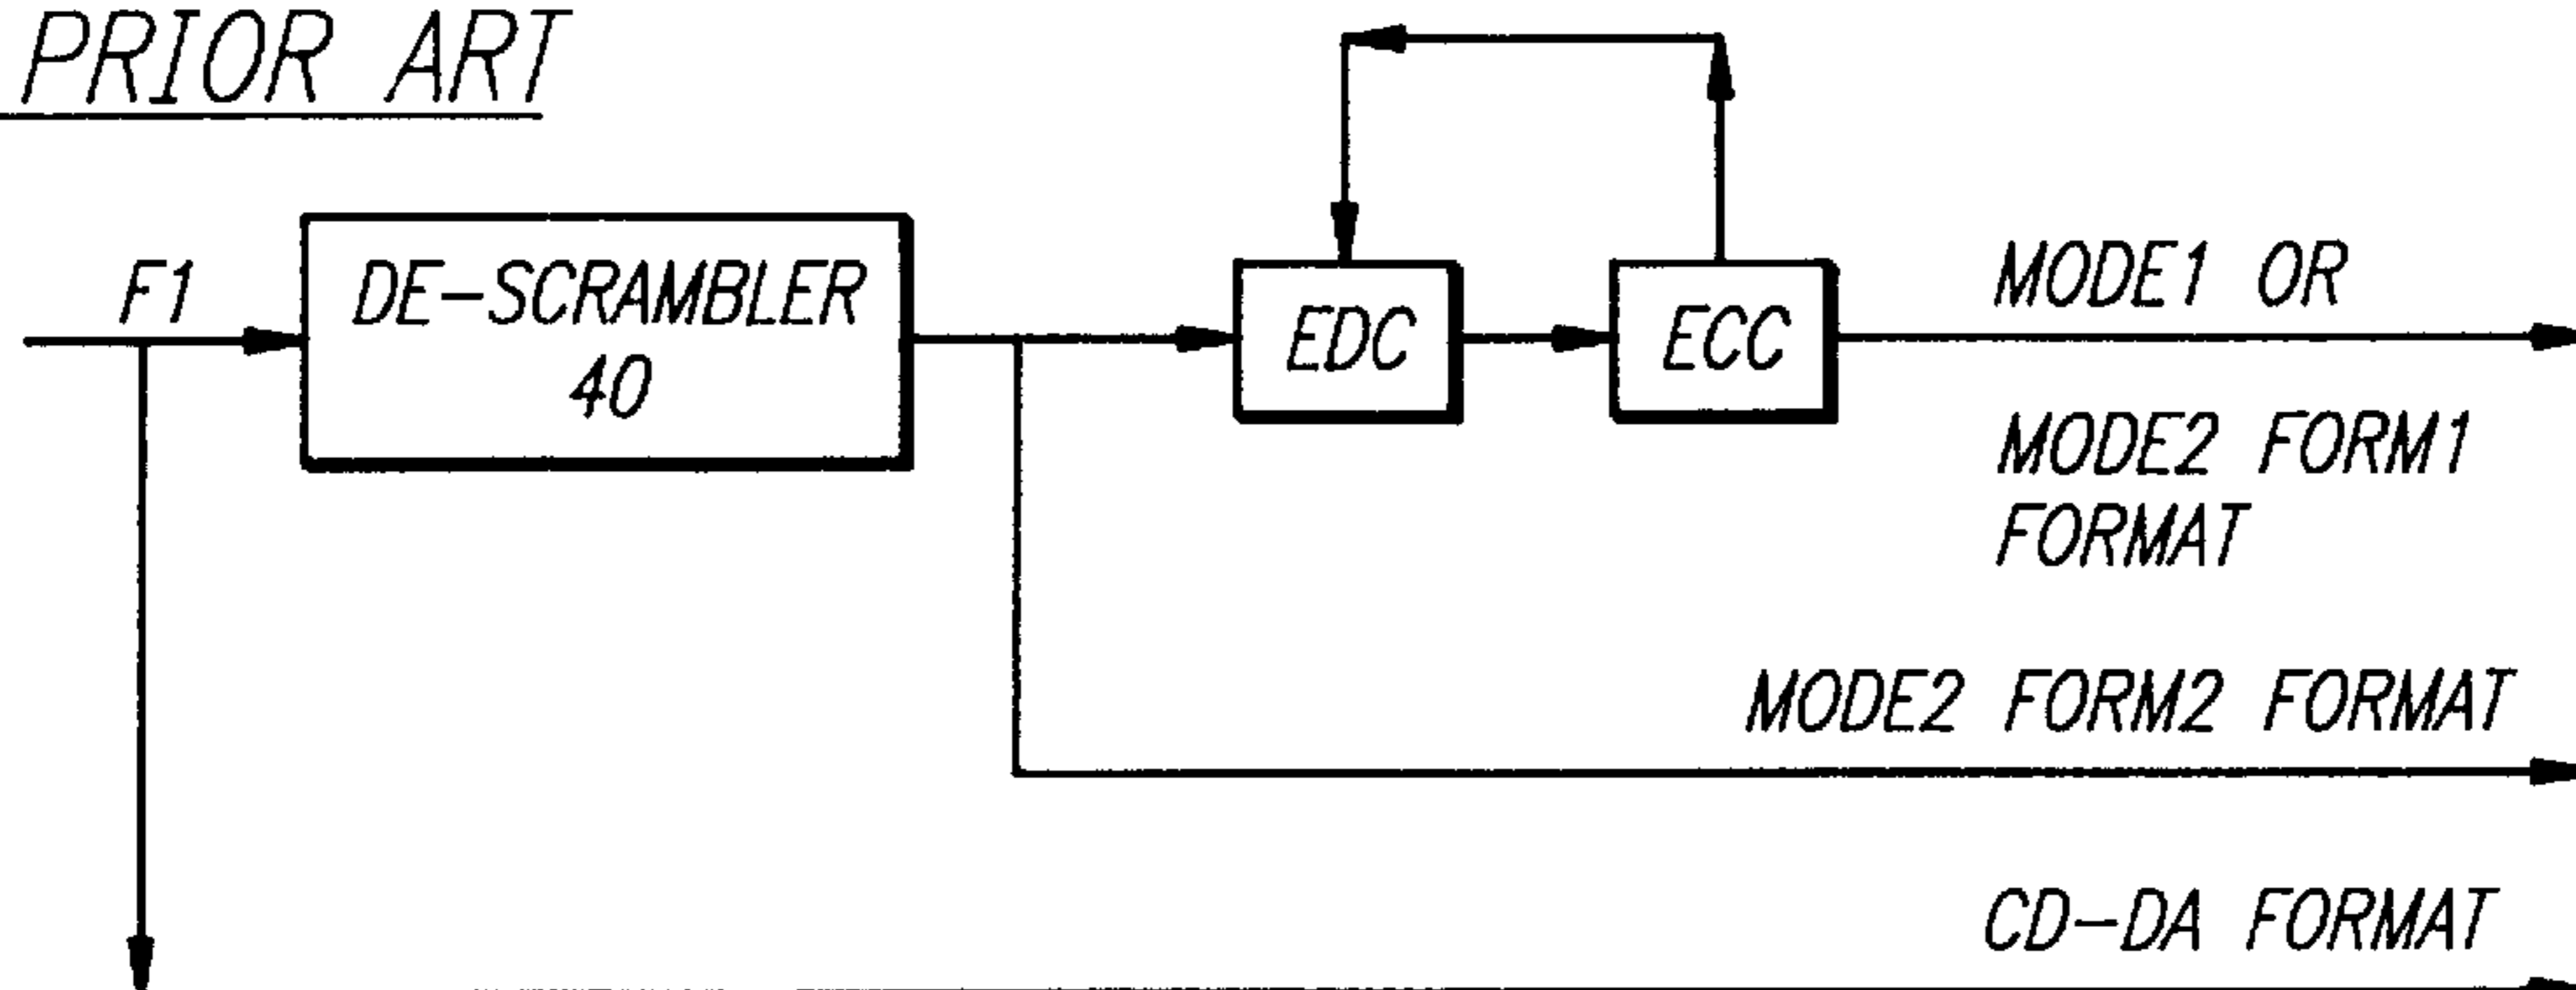 PRIOR ART
F1
DE-SCRAMBLER
40
EDC
ECC
MODE1 OR
MODE2 FORM1
FORMAT
MODE2 FORM2 FORMAT
CD-DA FORMAT